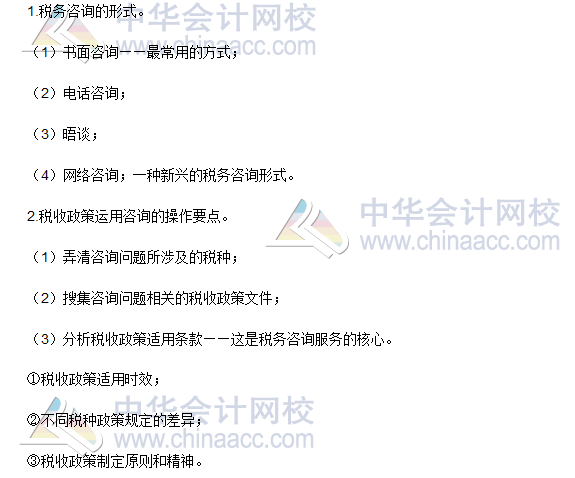 1.税务咨询的形式。
中华会计网校
www.chinaacc.com
（1）书面咨询——最常用的方式；
（2）电话咨询；
（3）晤谈；
（4）网络咨询；一种新兴的税务咨询形式。
2.税收政策运用咨询的操作要点。
中华会计网校
www.chinaacc.com
（1）弄清咨询问题所涉及的税种；
（2）搜集咨询问题相关的税收政策文件；
（3）分析税收政策适用条款——这是税务咨询服务的核心。
①税收政策适用时效；
中华会计网校
②不同税种政策规定的差异；
www.chinaacc.com
③税收政策制定原则和精神。